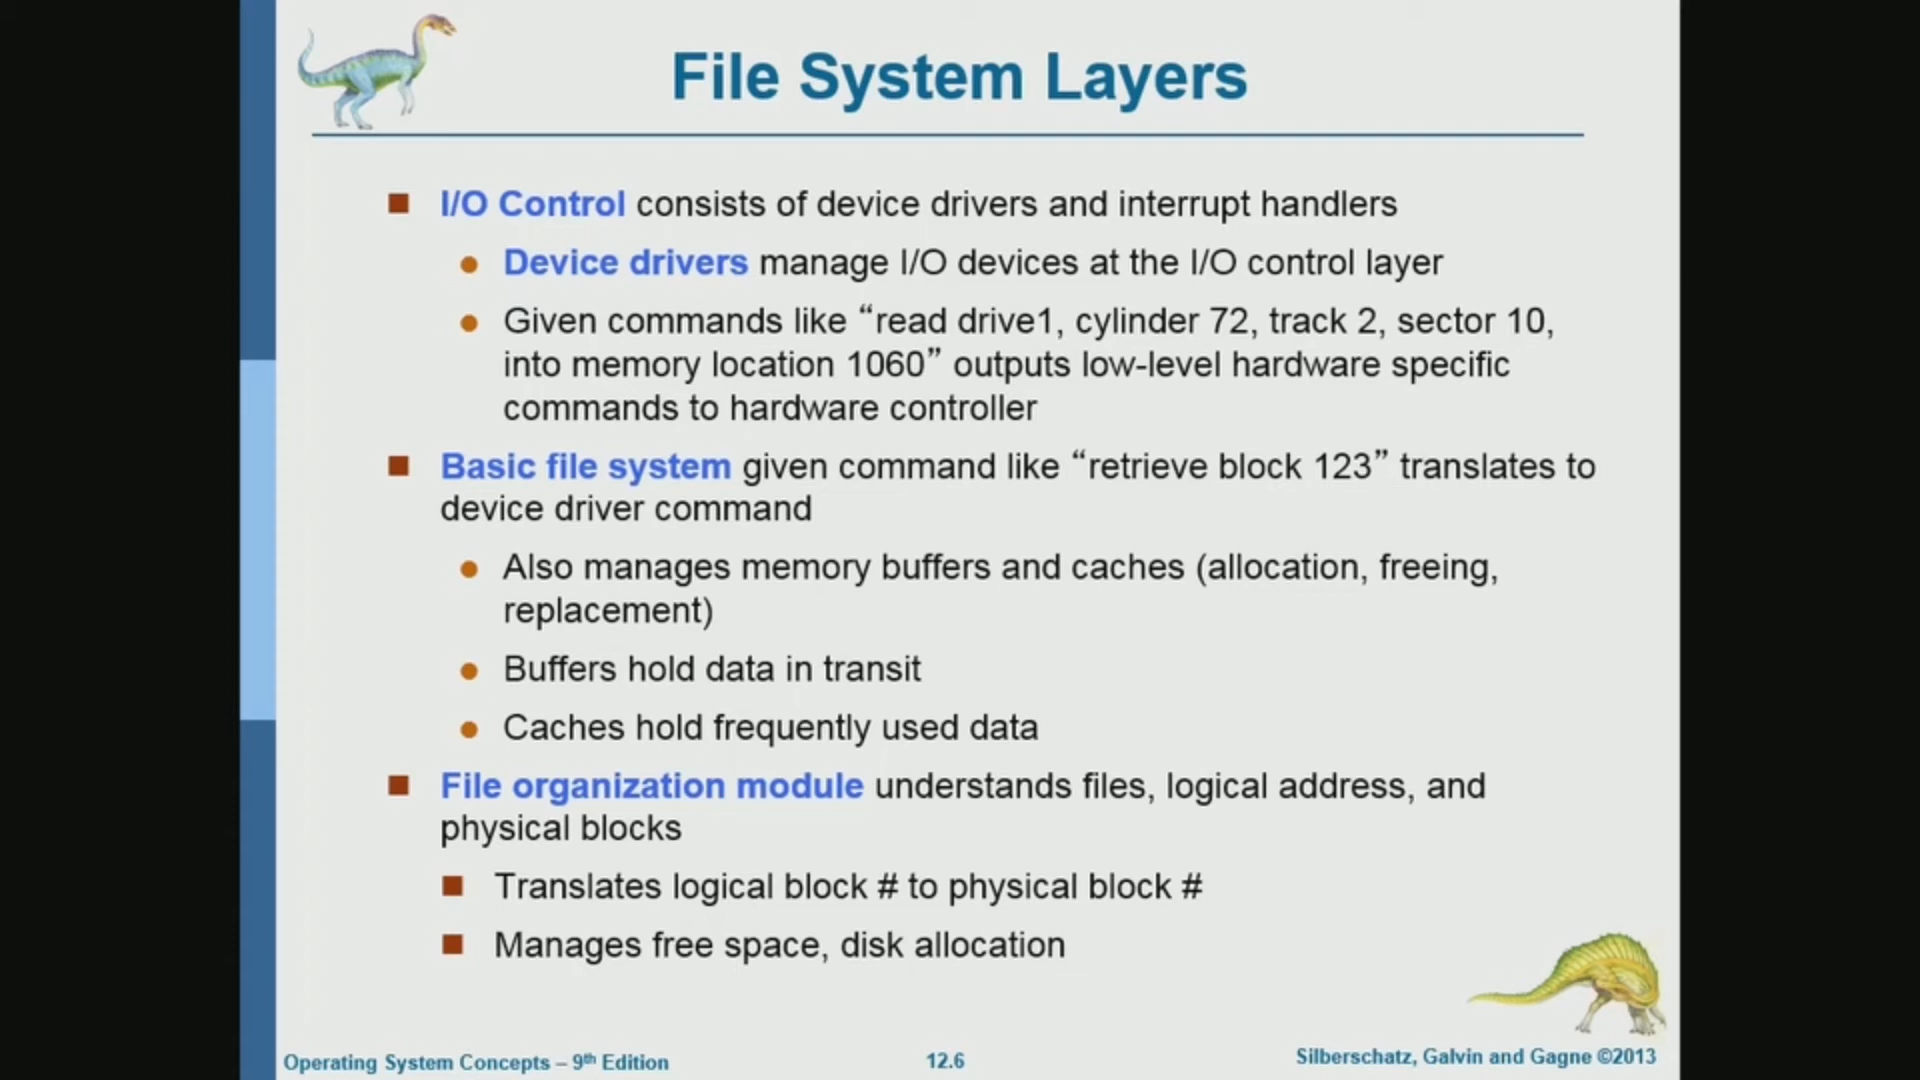 File System Layers
I/O Control consists of device drivers and interrupt handlers
Device drivers manage I/O devices at the I/O control layer
Given commands like “read drive1, cylinder 72, track 2, sector 10,
into memory location 1060” outputs low-level hardware specific
commands to hardware controller
Basic file system given command like “retrieve block 123” translates to
device driver command
Also manages memory buffers and caches (allocation, freeing,
replacement)
Buffers hold data in transit
Caches hold frequently used data
File organization module understands files, logical address, and
physical blocks
Translates logical block # to physical block #
Manages free space, disk allocation
Operating System Concepts – 9th Edition
12.6
Silberschatz, Galvin and Gagne ©2013